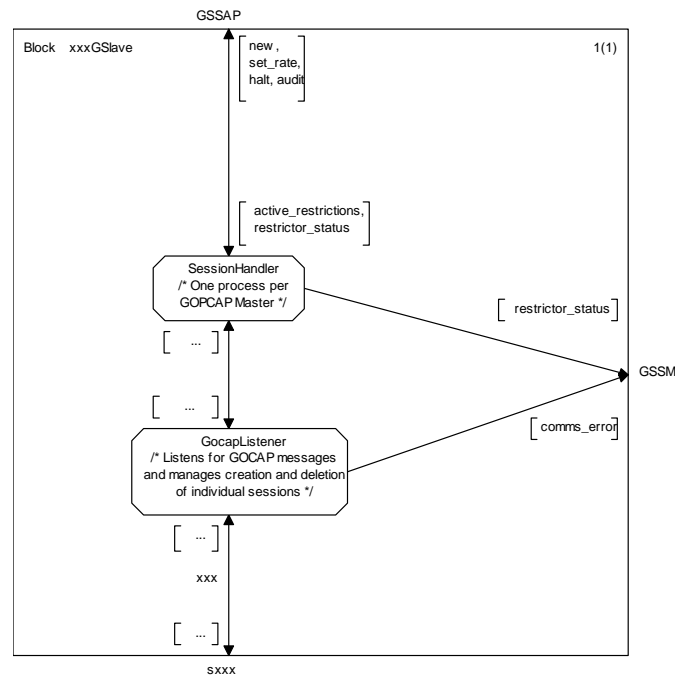 GSSAP
Block xxxGSlave
1(1)
new ,
set_rate,
halt, audit
active_restrictions,
restrictor_status
SessionHandler
/* One process per
GOPCAP Master */
restrictor_status
...
GSSM
...
comms_error
GocapListener
/* Listens for GOCAP messages
and manages creation and deletion
of individual sessions */
...
xxx
...
sxxx